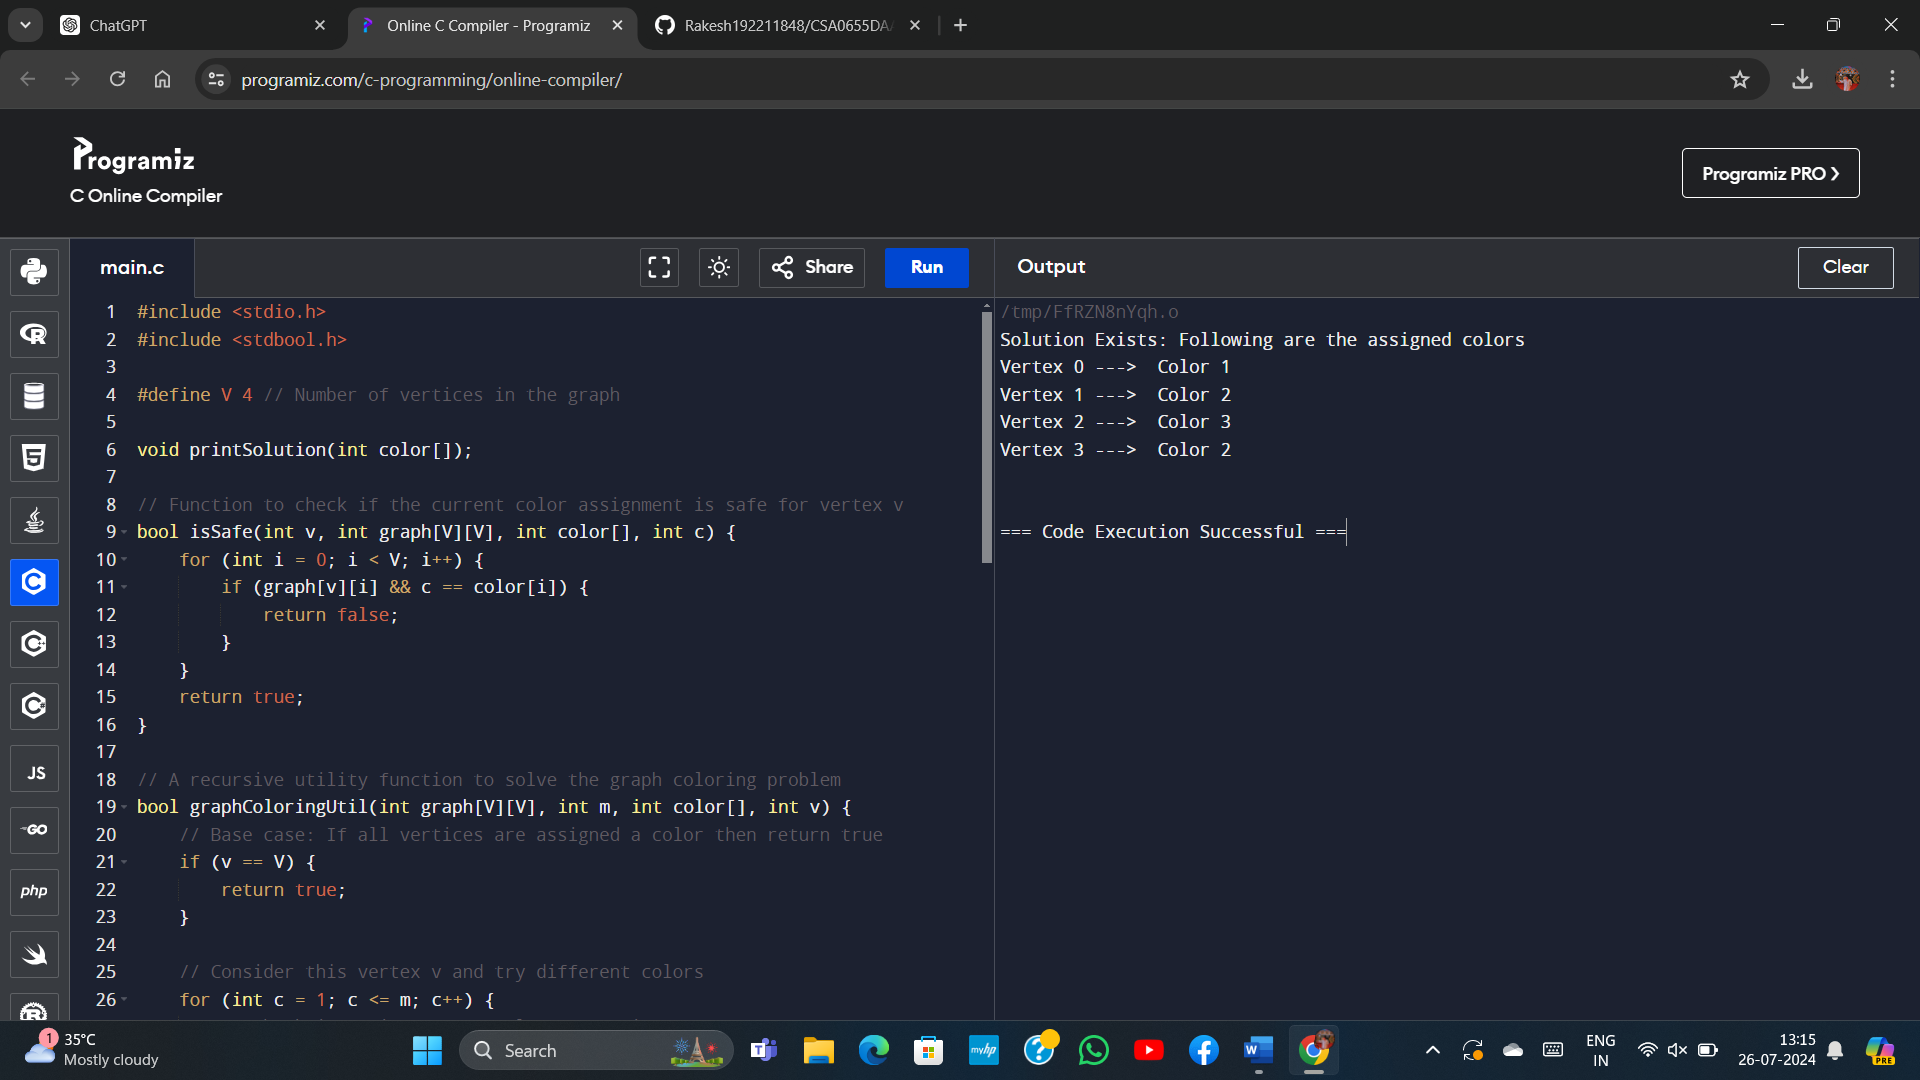 ChatGPT
Online C Compiler - Programiz
Rakesh192211848/CSA0655DA
programiz.com/c-programming/online-compiler/
Programiz
C Online Compiler
Programiz PRO ❯
main.c
Share
Run
Output
Clear
1 #include <stdio.h>
2 #include <stdbool.h>
3
4 #define V 4 // Number of vertices in the graph
5
6 void printSolution(int color[]);
7
8 // Function to check if the current color assignment is safe for vertex v
9 bool isSafe(int v, int graph[V][V], int color[], int c) {
10     for (int i = 0; i < V; i++) {
11         if (graph[v][i] && c == color[i]) {
12             return false;
13         }
14     }
15     return true;
16 }
17
18 // A recursive utility function to solve the graph coloring problem
19 bool graphColoringUtil(int graph[V][V], int m, int color[], int v) {
20     // Base case: If all vertices are assigned a color then return true
21     if (v == V) {
22         return true;
23     }
24
25     // Consider this vertex v and try different colors
26     for (int c = 1; c <= m; c++) {
/tmp/FfRZN8nYqh.o
Solution Exists: Following are the assigned colors
Vertex 0 --->  Color 1
Vertex 1 --->  Color 2
Vertex 2 --->  Color 3
Vertex 3 --->  Color 2
=== Code Execution Successful ===
JS
GO
php
1
35°C
Mostly cloudy
Search
myhp
ENG
IN
13:15
26-07-2024
PRE